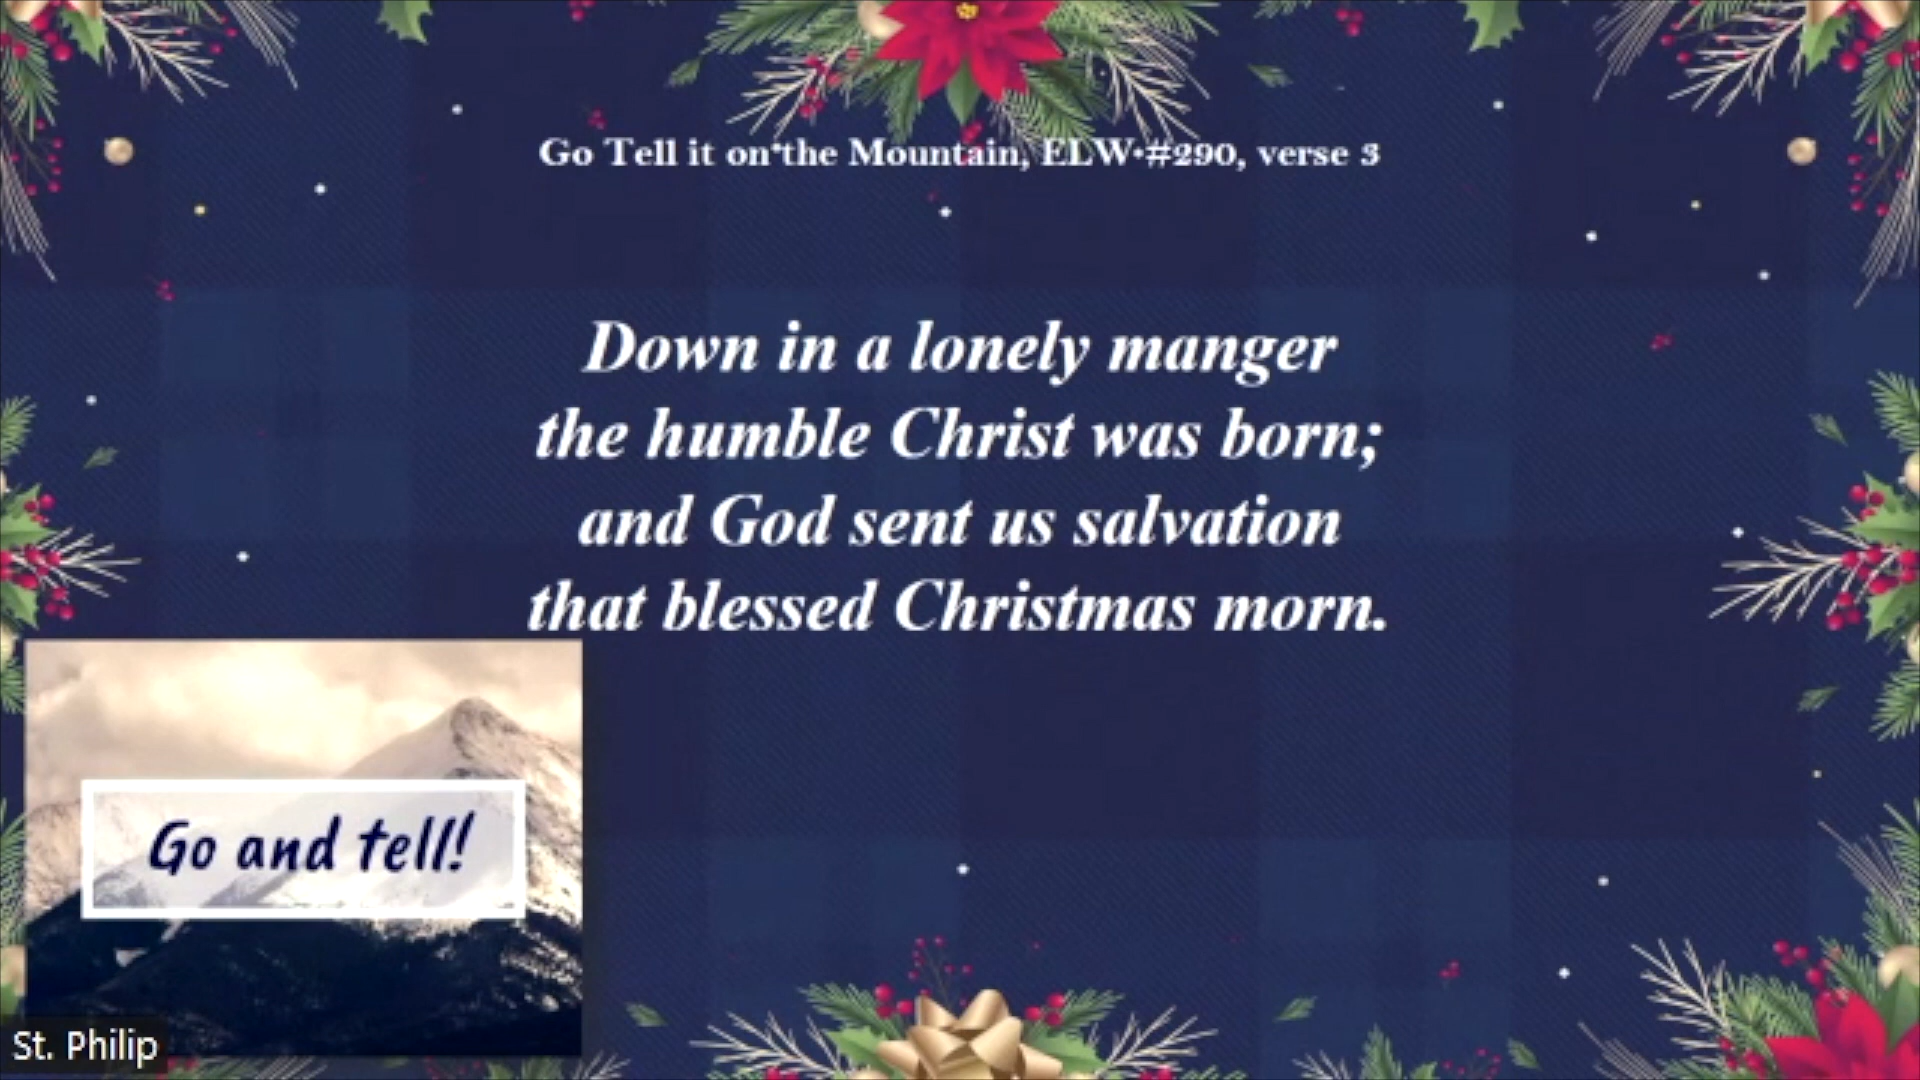 Go Tell it on the Mountain, ELW #290, verse 3
Down in a lonely manger
the humble Christ was born;
and God sent us salvation
that blessed Christmas morn.
Go and tell!
St. Philip